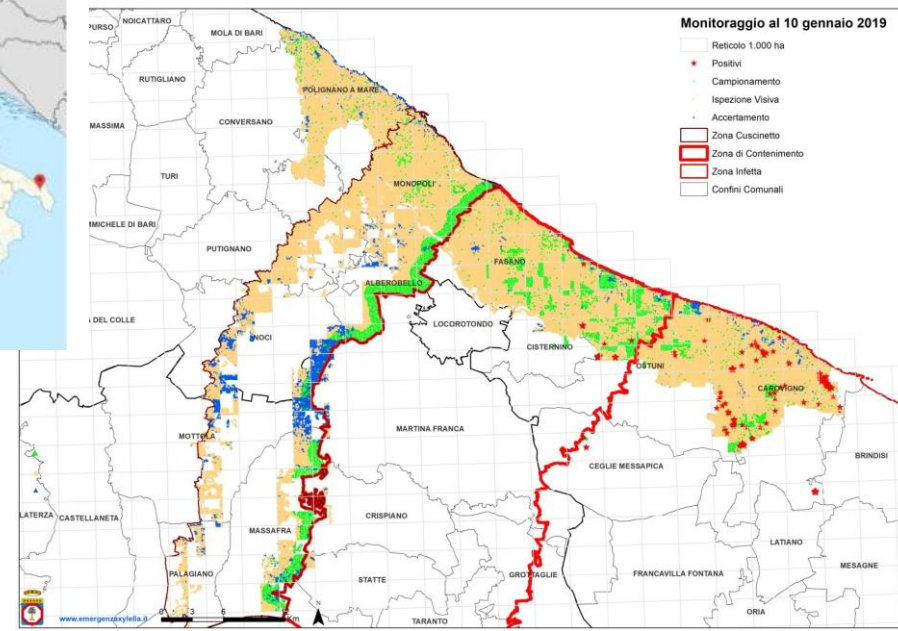 Monitoraggio al 10 gennaio 2019
Reticolo 1.000 ha
Positivi
Campionamento
Ispezione Visiva
Accertamento
Zona Cuscinetto
Zona di Contenimento
Zona Infetta
Confini Comunali
PURSO
NOICATTARO
MOLA DI BARI
RUTIGLIANO
POLIGNANO A MARE
MASSIMA
CONVERSANO
TURI
MONOPOLI
MMICHELE DI BARI
PUTIGNANO
FASANO
ALBEROBELLO
A DEL COLLE
NOCI
LOCOROTONDO
CISTERNINO
OSTUNI
CAROVIGNO
MARTINA FRANCA
MOTTOLA
BRINDISI
CEGLIE MESSAPICA
LATERZA
CASTELLANETA
CRISPIANO
MASSAFRA
LATIANO
PALAGIANO
STATTE
GROTTAGLIE
FRANCAVILLA FONTANA
MESAGNE
ORIA
TARANTO
www.emergenzaxylella.it
0 3 6
Km
N